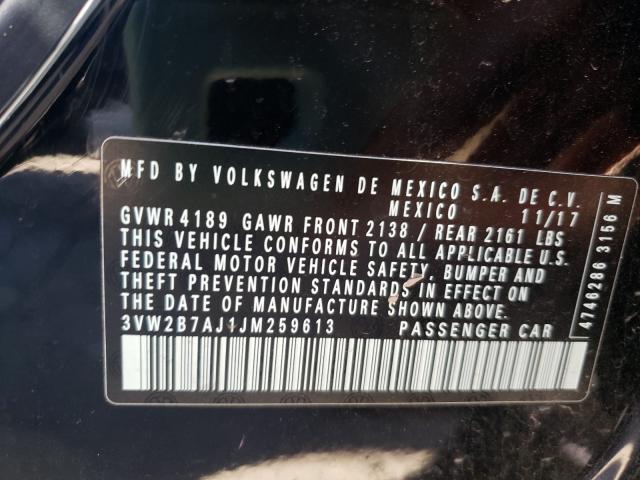 MFD BY VOLKSWAGEN DE MEXICO S.A. DE C.V.
MEXICO 11/17
GVWR 4189 GAWR FRONT 2138 / REAR 2161 LBS
THIS VEHICLE CONFORMS TO ALL APPLICABLE U.S.
FEDERAL MOTOR VEHICLE SAFETY, BUMPER AND
THEFT PREVENTION STANDARDS IN EFFECT ON
THE DATE OF MANUFACTURE SHOWN ABOVE.
3VW2B7AJ1JM259613 PASSENGER CAR
4746286 3156 M